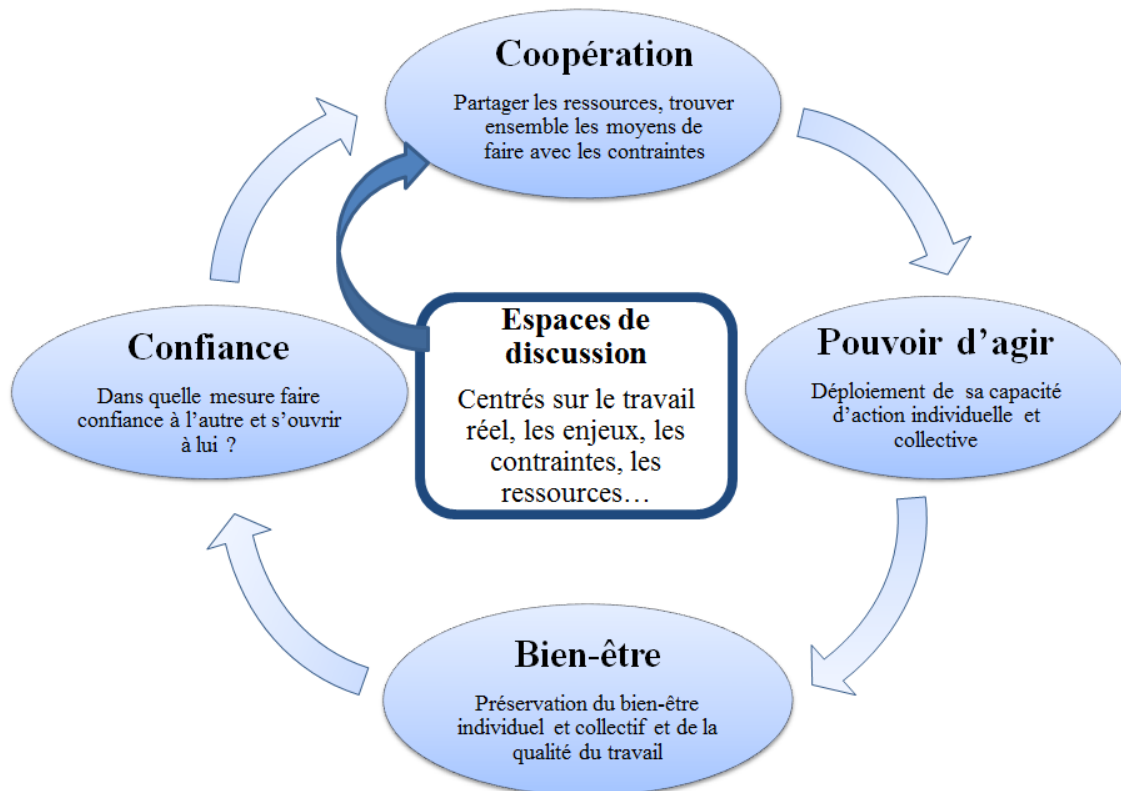 Coopération
Partager les ressources, trouver
ensemble les moyens de
faire avec les contraintes
Confiance
Dans quelle mesure faire
confiance à l’autre et s’ouvrir
à lui ?
Espaces de
discussion
Centrés sur le travail
réel, les enjeux, les
contraintes, les
ressources…
Pouvoir d’agir
Déploiement de sa capacité
d’action individuelle et
collective
Bien-être
Préservation du bien-être
individuel et collectif et de la
qualité du travail